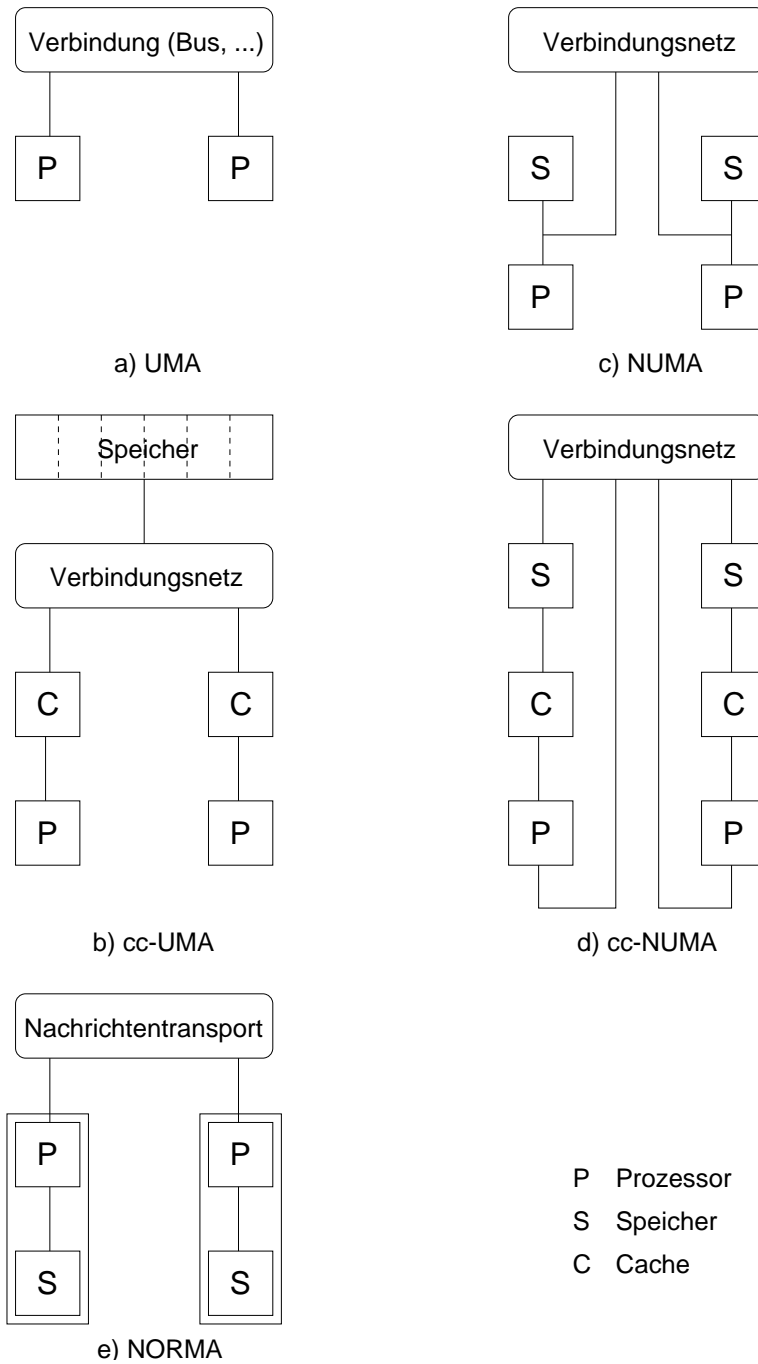 Verbindung (Bus, ...)
P P
a) UMA
Verbindungsnetz
S S
P P
c) NUMA
Speicher
Verbindungsnetz
C C
P P
b) cc-UMA
Verbindungsnetz
S S
C C
P P
d) cc-NUMA
Nachrichtentransport
P P
S S
e) NORMA
P Prozessor
S Speicher
C Cache